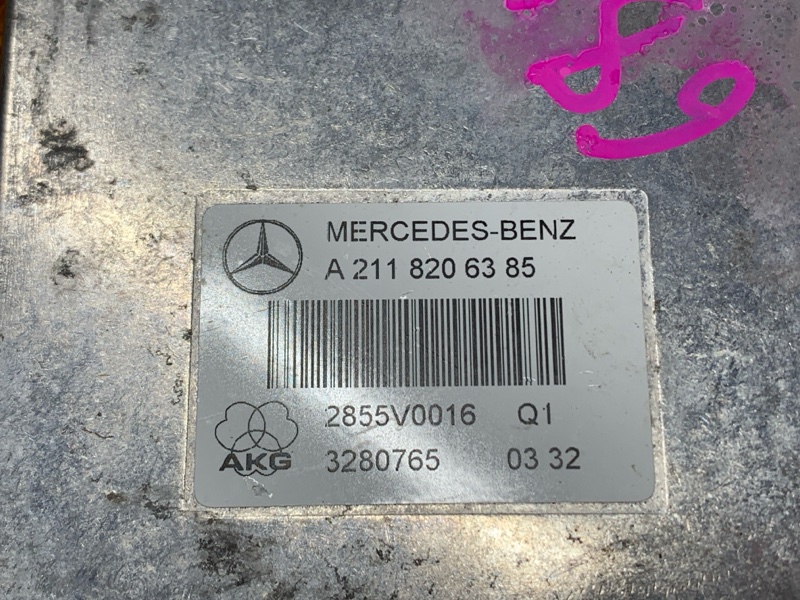 MERCEDES-BENZ
A 211 820 63 85
2855V0016 Q1
AKG
3280765 03 32